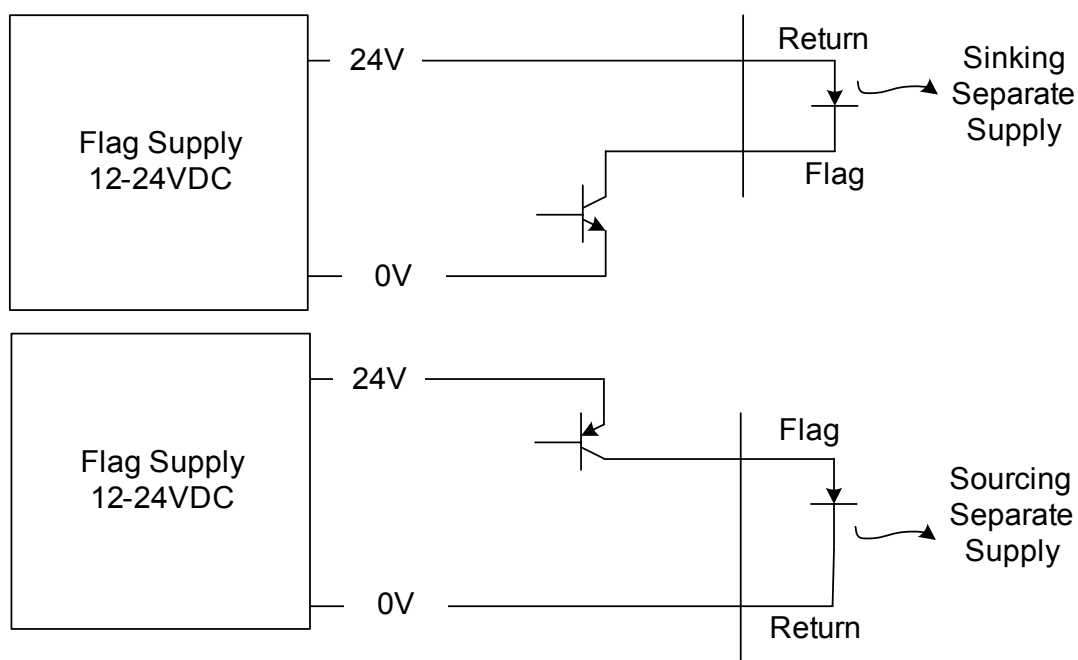 24V
Return
Sinking
Separate
Supply
Flag Supply
12-24VDC
Flag
0V
24V
Flag
Flag Supply
12-24VDC
Sourcing
Separate
Supply
0V
Return